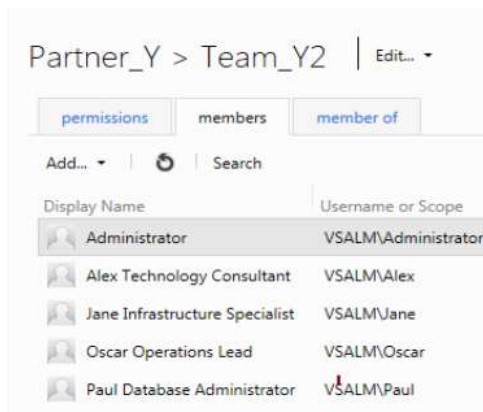 Partner_Y > Team_Y2 | Edit...
permissions members member of
Add... Search
Display Name Username or Scope
Administrator VSALM\Administrator
Alex Technology Consultant VSALM\Alex
Jane Infrastructure Specialist VSALM\Jane
Oscar Operations Lead VSALM\Oscar
Paul Database Administrator VSALM\Paul